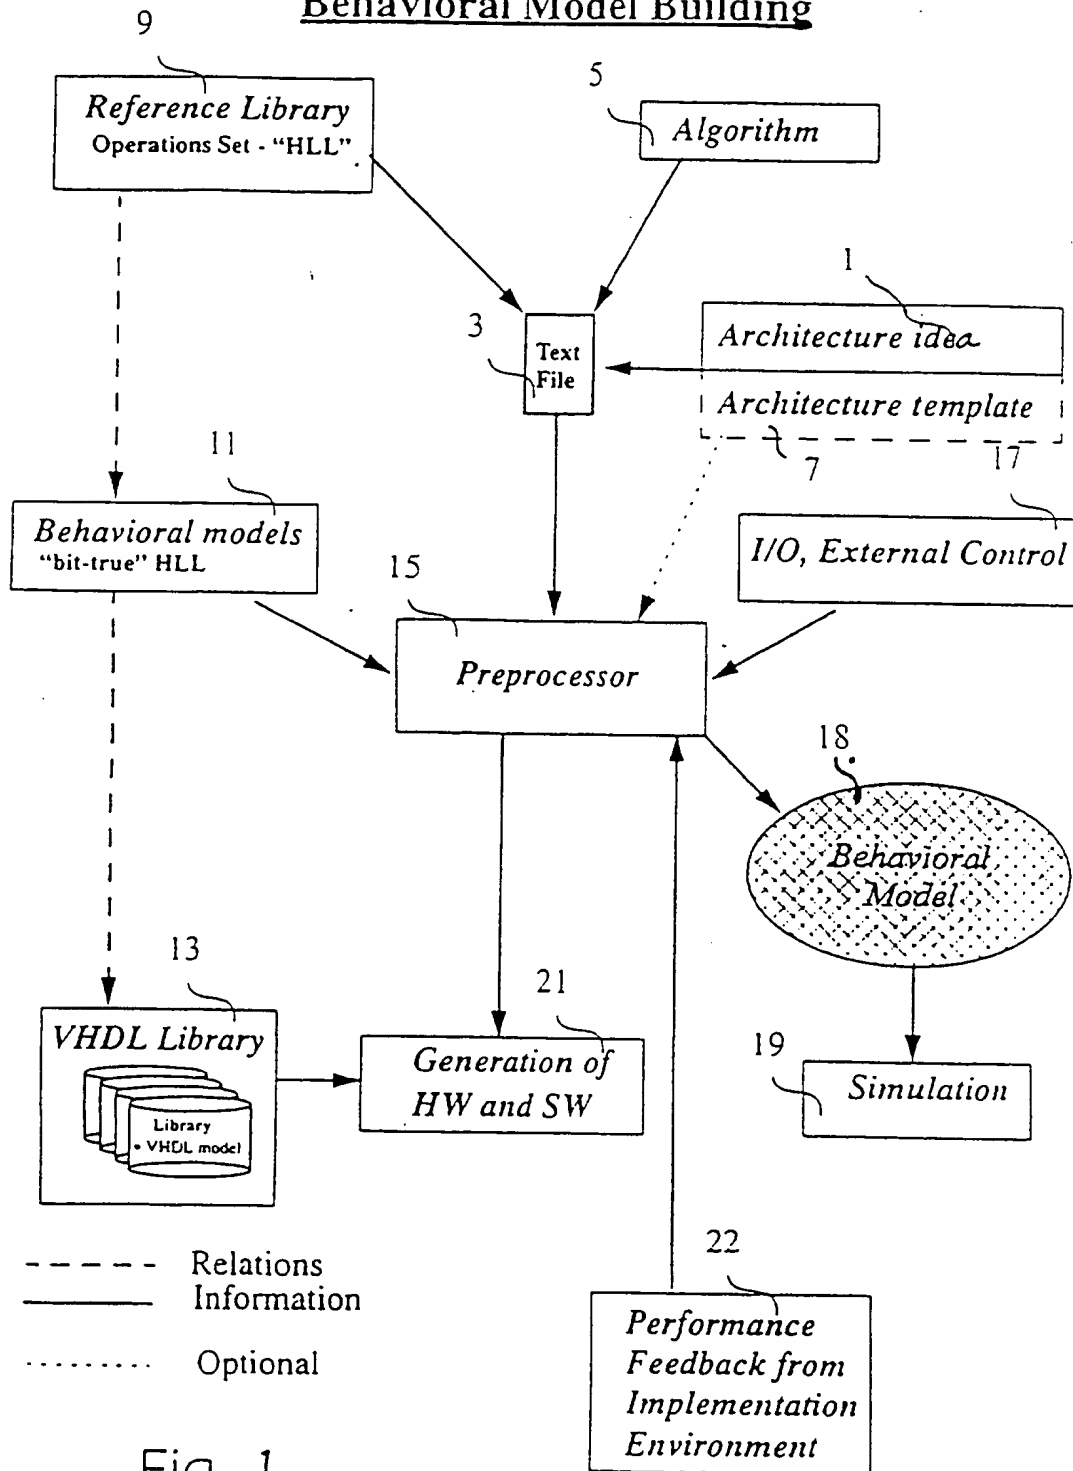 Behavioral Model Building
9
Reference Library
Operations Set - "HLL"
5
Algorithm
1
3
Text
File
Architecture idea
Architecture template
7
17
11
Behavioral models
"bit-true" HLL
I/O, External Control
15
Preprocessor
18
Behavioral
Model
13
VHDL Library
Library
• VHDL model
21
Generation of
HW and SW
19
Simulation
Relations
Information
Optional
22
Performance
Feedback from
Implementation
Environment
Fig. 1